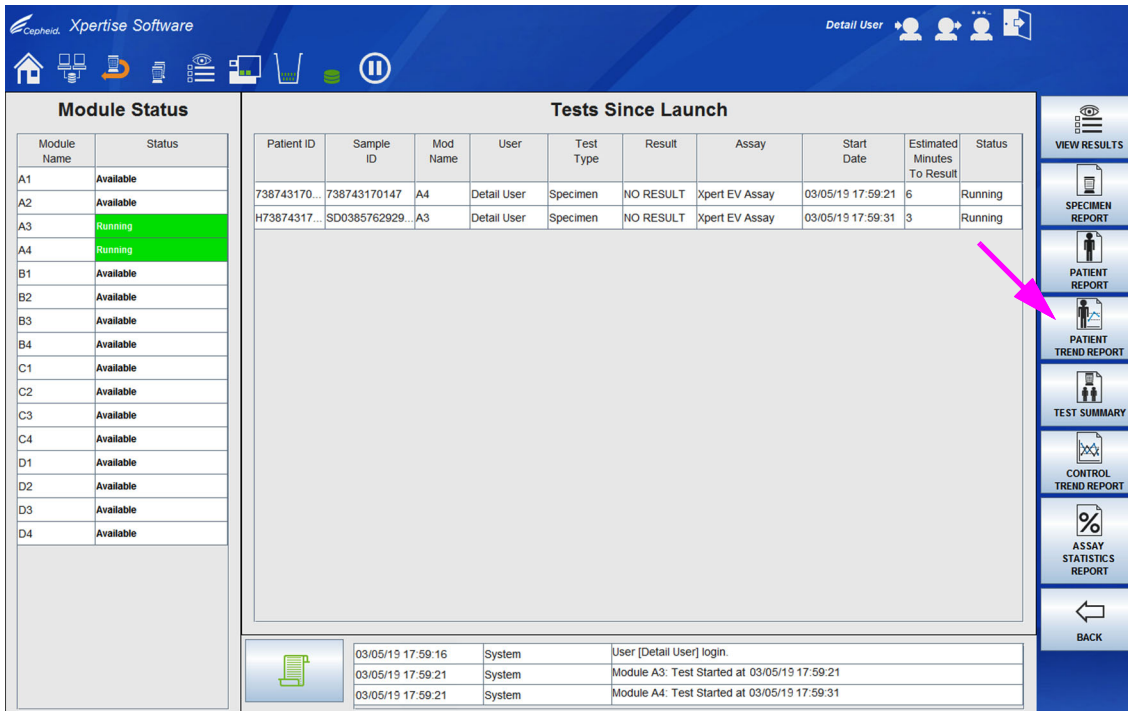 Cepheid. Xpertise Software
Detail User
Module Status
Module Name Status
A1 Available
A2 Available
A3 Running
A4 Running
B1 Available
B2 Available
B3 Available
B4 Available
C1 Available
C2 Available
C3 Available
C4 Available
D1 Available
D2 Available
D3 Available
D4 Available
Tests Since Launch
Patient ID Sample ID Mod Name User Test Type Result Assay Start Date Estimated Minutes To Result Status
738743170... 738743170147 A4 Detail User Specimen NO RESULT Xpert EV Assay 03/05/19 17:59:21 6 Running
H73874317... SD0385762929... A3 Detail User Specimen NO RESULT Xpert EV Assay 03/05/19 17:59:31 3 Running
03/05/19 17:59:16 System User [Detail User] login.
03/05/19 17:59:21 System Module A3: Test Started at 03/05/19 17:59:21
03/05/19 17:59:21 System Module A4: Test Started at 03/05/19 17:59:31
VIEW RESULTS
SPECIMEN
REPORT
PATIENT
REPORT
PATIENT
TREND REPORT
TEST SUMMARY
CONTROL
TREND REPORT
%
ASSAY
STATISTICS
REPORT
BACK